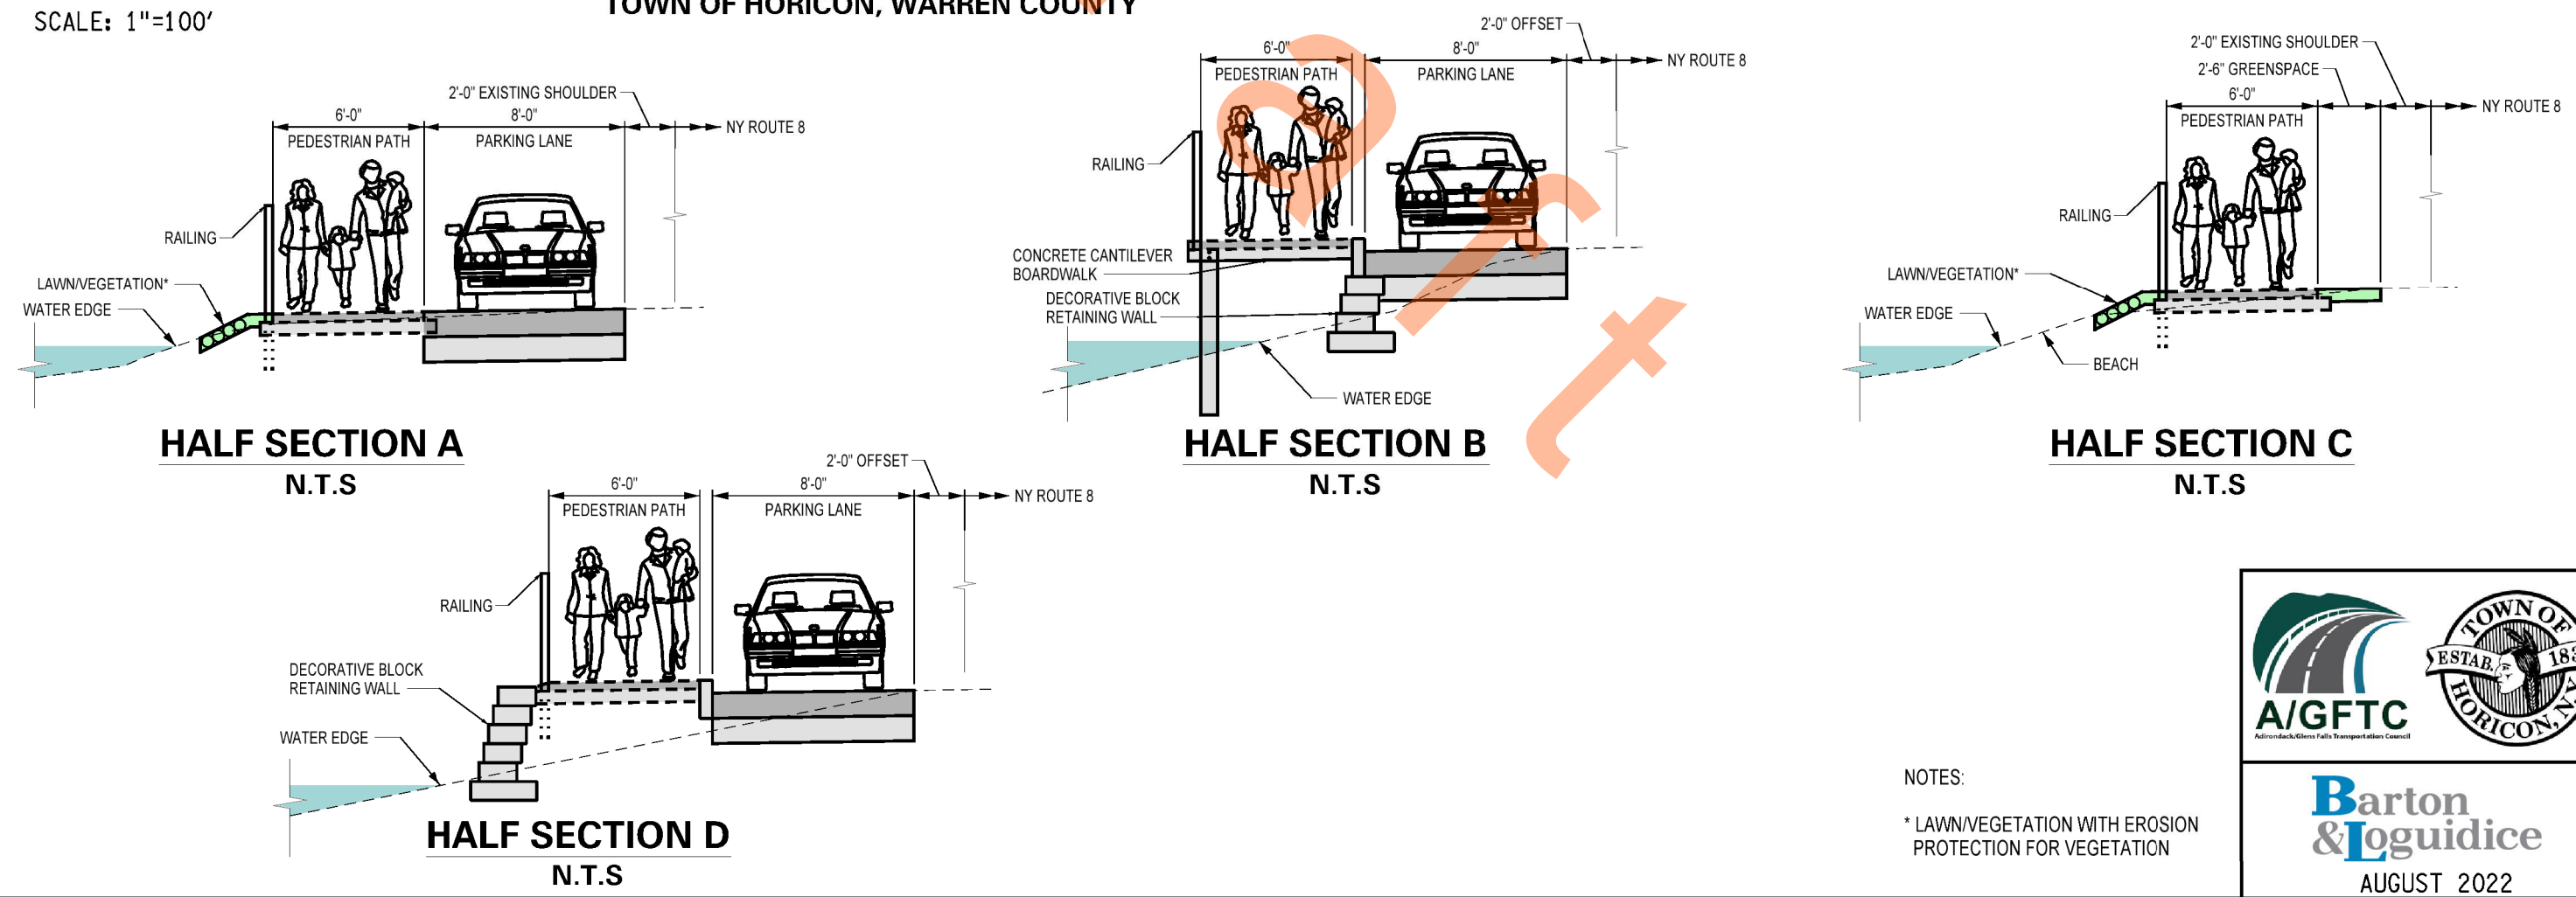 SCALE: 1"=100'
TOWN OF HORICON, WARREN COUNTY
2'-0" EXISTING SHOULDER
6'-0"
8'-0"
NY ROUTE 8
PEDESTRIAN PATH
PARKING LANE
RAILING
LAWN/VEGETATION*
WATER EDGE
HALF SECTION A
N.T.S
2'-0" OFFSET
6'-0"
8'-0"
NY ROUTE 8
PEDESTRIAN PATH
PARKING LANE
RAILING
CONCRETE CANTILEVER
BOARDWALK
DECORATIVE BLOCK
RETAINING WALL
WATER EDGE
HALF SECTION B
N.T.S
2'-0" EXISTING SHOULDER
2'-6" GREENSPACE
6'-0"
NY ROUTE 8
PEDESTRIAN PATH
RAILING
LAWN/VEGETATION*
WATER EDGE
BEACH
HALF SECTION C
N.T.S
2'-0" OFFSET
6'-0"
8'-0"
NY ROUTE 8
PEDESTRIAN PATH
PARKING LANE
RAILING
DECORATIVE BLOCK
RETAINING WALL
WATER EDGE
HALF SECTION D
N.T.S
NOTES:
* LAWN/VEGETATION WITH EROSION
PROTECTION FOR VEGETATION
A/GFTC
Adirondack/Glens Falls Transportation Council
TOWN OF
ESTAB. 183
HORICON, N.Y.
Barton
&Loguidice
AUGUST 2022